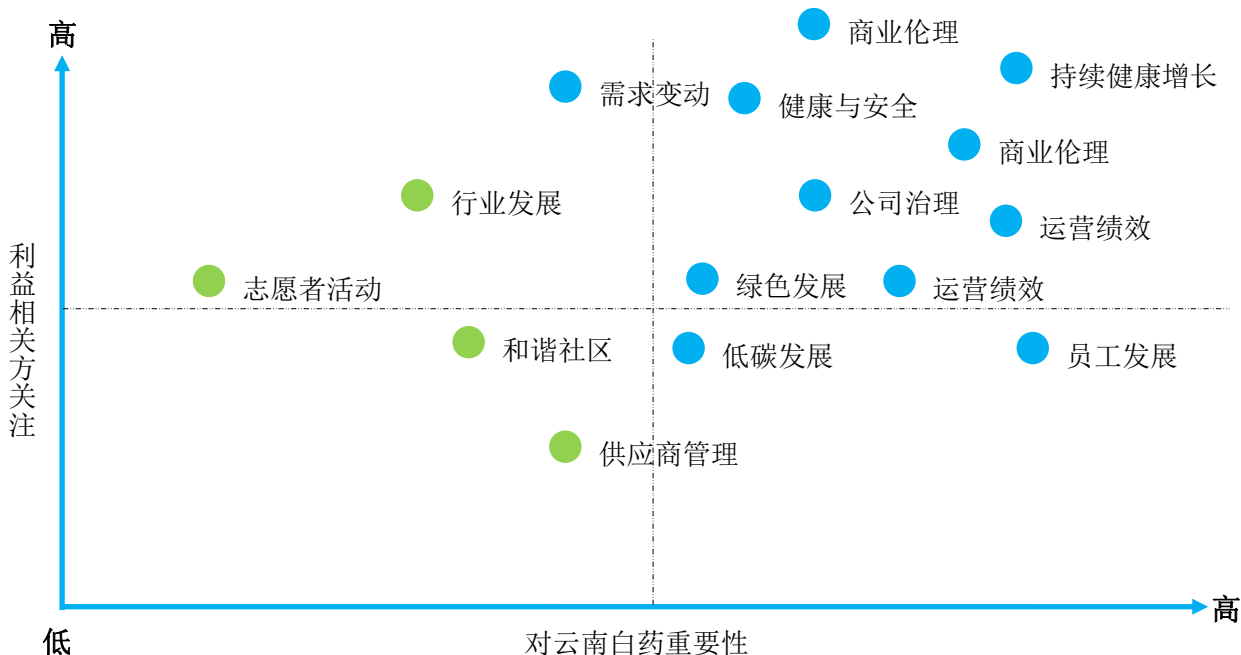 高
商业伦理
持续健康增长
需求变动
健康与安全
商业伦理
行业发展
公司治理
运营绩效
利益相关方关注
志愿者活动
绿色发展
运营绩效
和谐社区
低碳发展
员工发展
供应商管理
高
低
对云南白药重要性